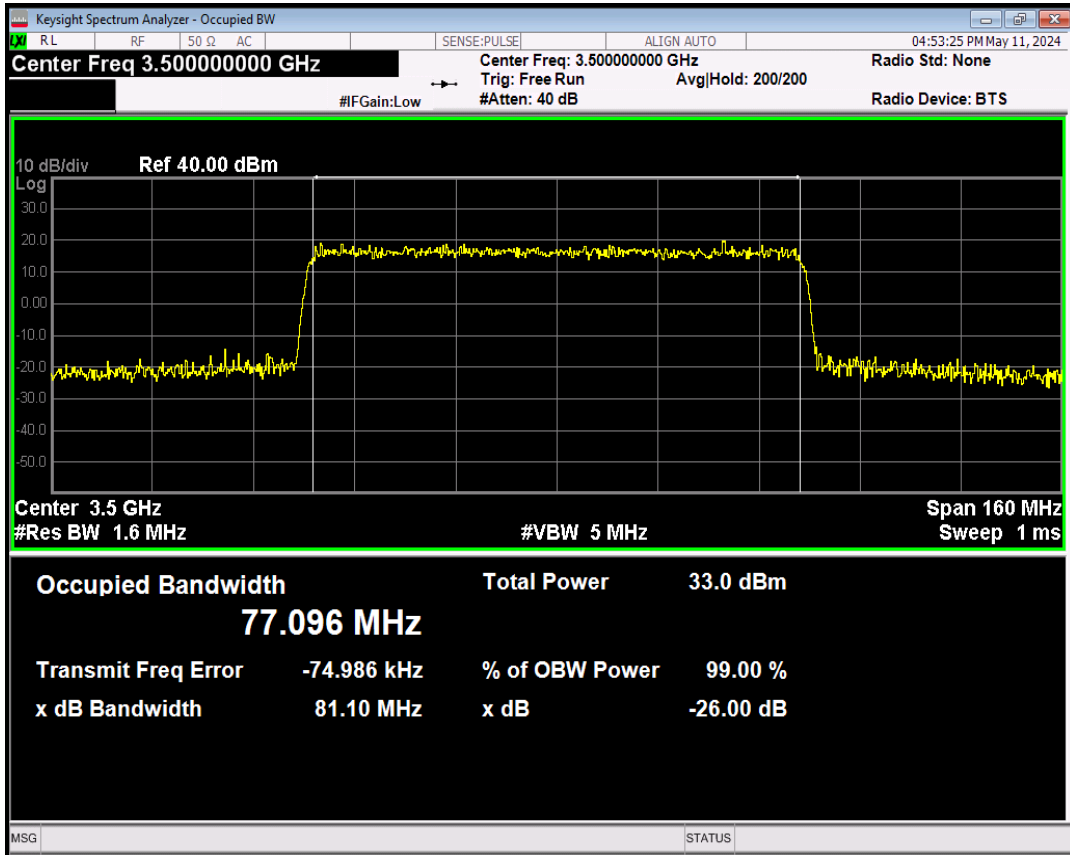 Keysight Spectrum Analyzer - Occupied BW
LXI RL RF 50 Ω AC SENSE:PULSE ALIGN AUTO 04:53:25 PM May 11, 2024
Center Freq 3.500000000 GHz Center Freq: 3.500000000 GHz Radio Std: None
Trig: Free Run Avg|Hold: 200/200
#IFGain:Low #Atten: 40 dB Radio Device: BTS
10 dB/div Ref 40.00 dBm
Log
30.0
20.0
10.0
0.00
-10.0
-20.0
-30.0
-40.0
-50.0
Center 3.5 GHz Span 160 MHz
#Res BW 1.6 MHz #VBW 5 MHz Sweep 1 ms
Occupied Bandwidth Total Power 33.0 dBm
77.096 MHz
Transmit Freq Error -74.986 kHz % of OBW Power 99.00 %
x dB Bandwidth 81.10 MHz x dB -26.00 dB
MSG STATUS